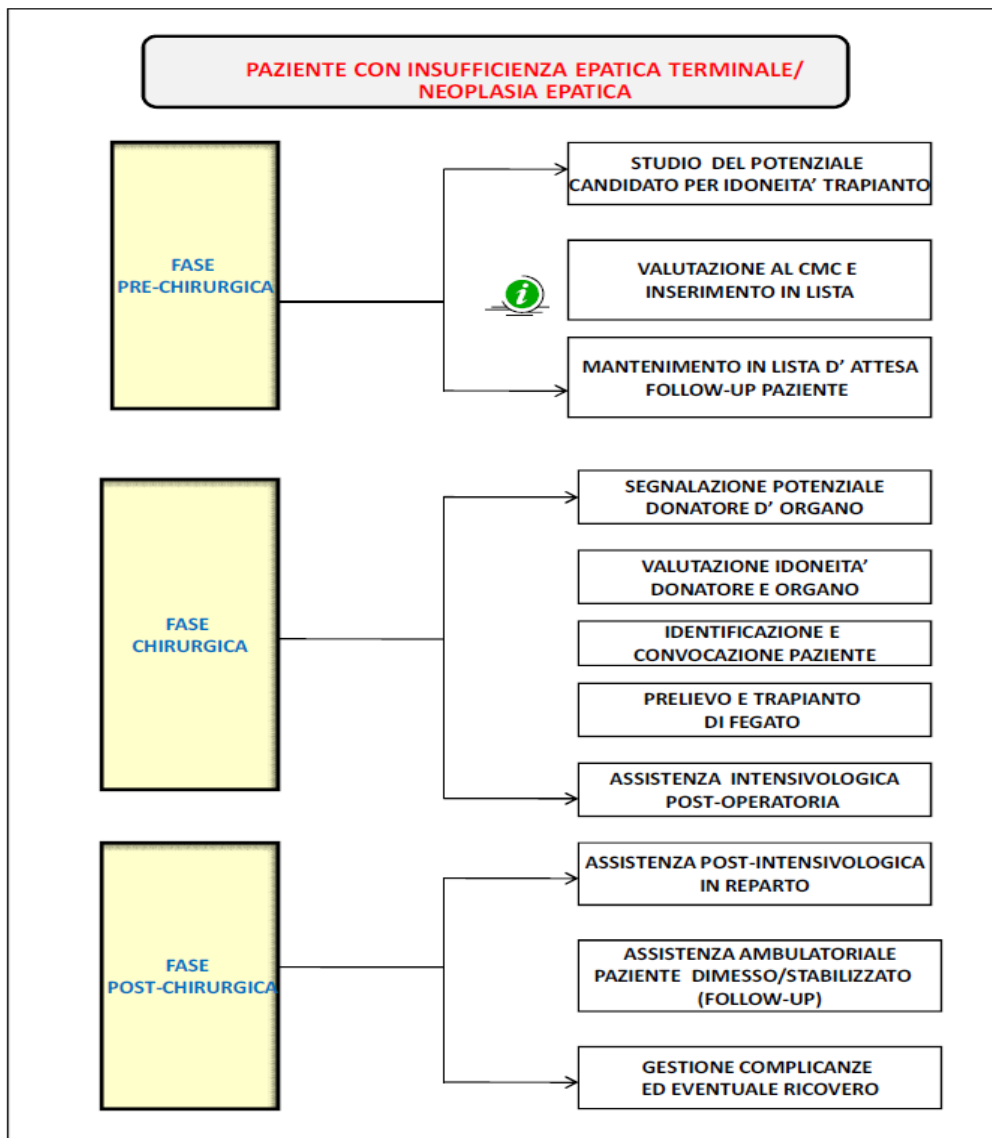 PAZIENTE CON INSUFFICIENZA EPATICA TERMINALE/
NEOPLASIA EPATICA
FASE
PRE-CHIRURGICA
STUDIO DEL POTENZIALE
CANDIDATO PER IDONEITA’ TRAPIANTO
i
VALUTAZIONE AL CMC E
INSERIMENTO IN LISTA
MANTENIMENTO IN LISTA D’ ATTESA
FOLLOW-UP PAZIENTE
FASE
CHIRURGICA
SEGNALAZIONE POTENZIALE
DONATORE D’ ORGANO
VALUTAZIONE IDONEITA’
DONATORE E ORGANO
IDENTIFICAZIONE E
CONVOCAZIONE PAZIENTE
PRELIEVO E TRAPIANTO
DI FEGATO
ASSISTENZA INTENSIVOLOGICA
POST-OPERATORIA
FASE
POST-CHIRURGICA
ASSISTENZA POST-INTENSIVOLOGICA
IN REPARTO
ASSISTENZA AMBULATORIALE
PAZIENTE DIMESSO/STABILIZZATO
(FOLLOW-UP)
GESTIONE COMPLICANZE
ED EVENTUALE RICOVERO